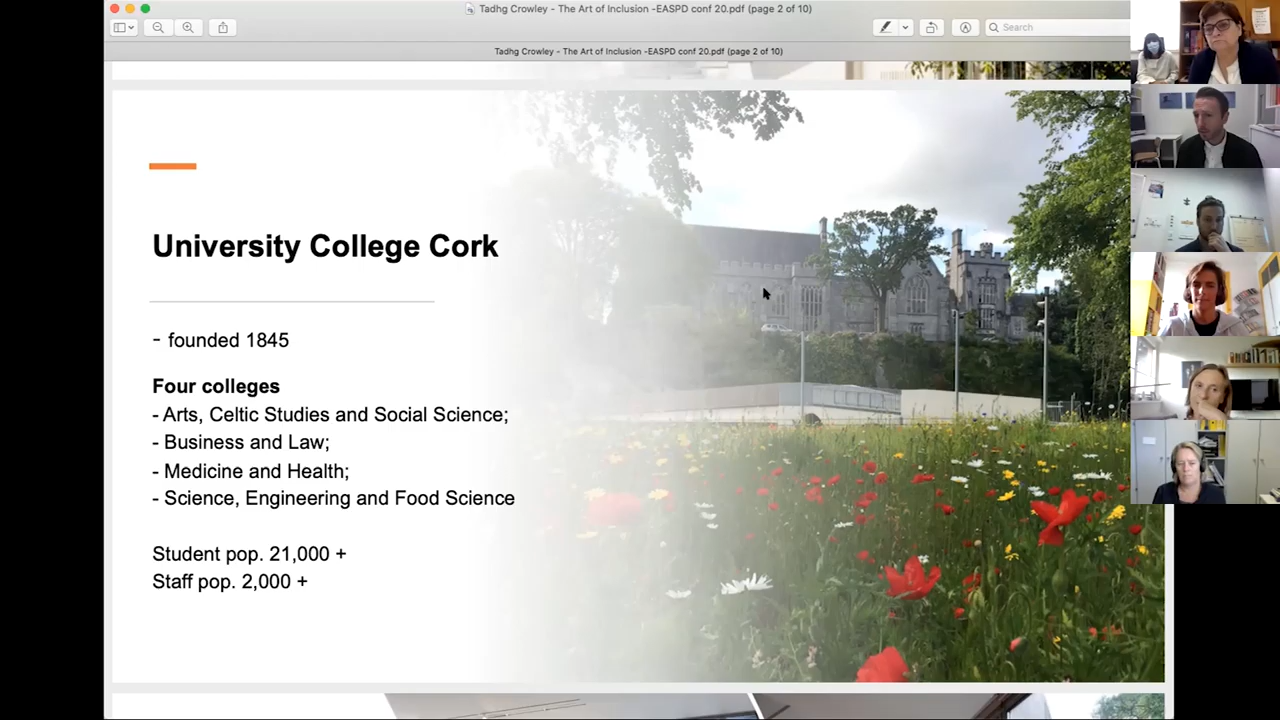 Tadhg Crowley - The Art of Inclusion -EASPD conf 20.pdf (page 2 of 10)
Search
Tadhg Crowley - The Art of Inclusion -EASPD conf 20.pdf (page 2 of 10)
University College Cork
- founded 1845
Four colleges
- Arts, Celtic Studies and Social Science;
- Business and Law;
- Medicine and Health;
- Science, Engineering and Food Science
Student pop. 21,000 +
Staff pop. 2,000 +